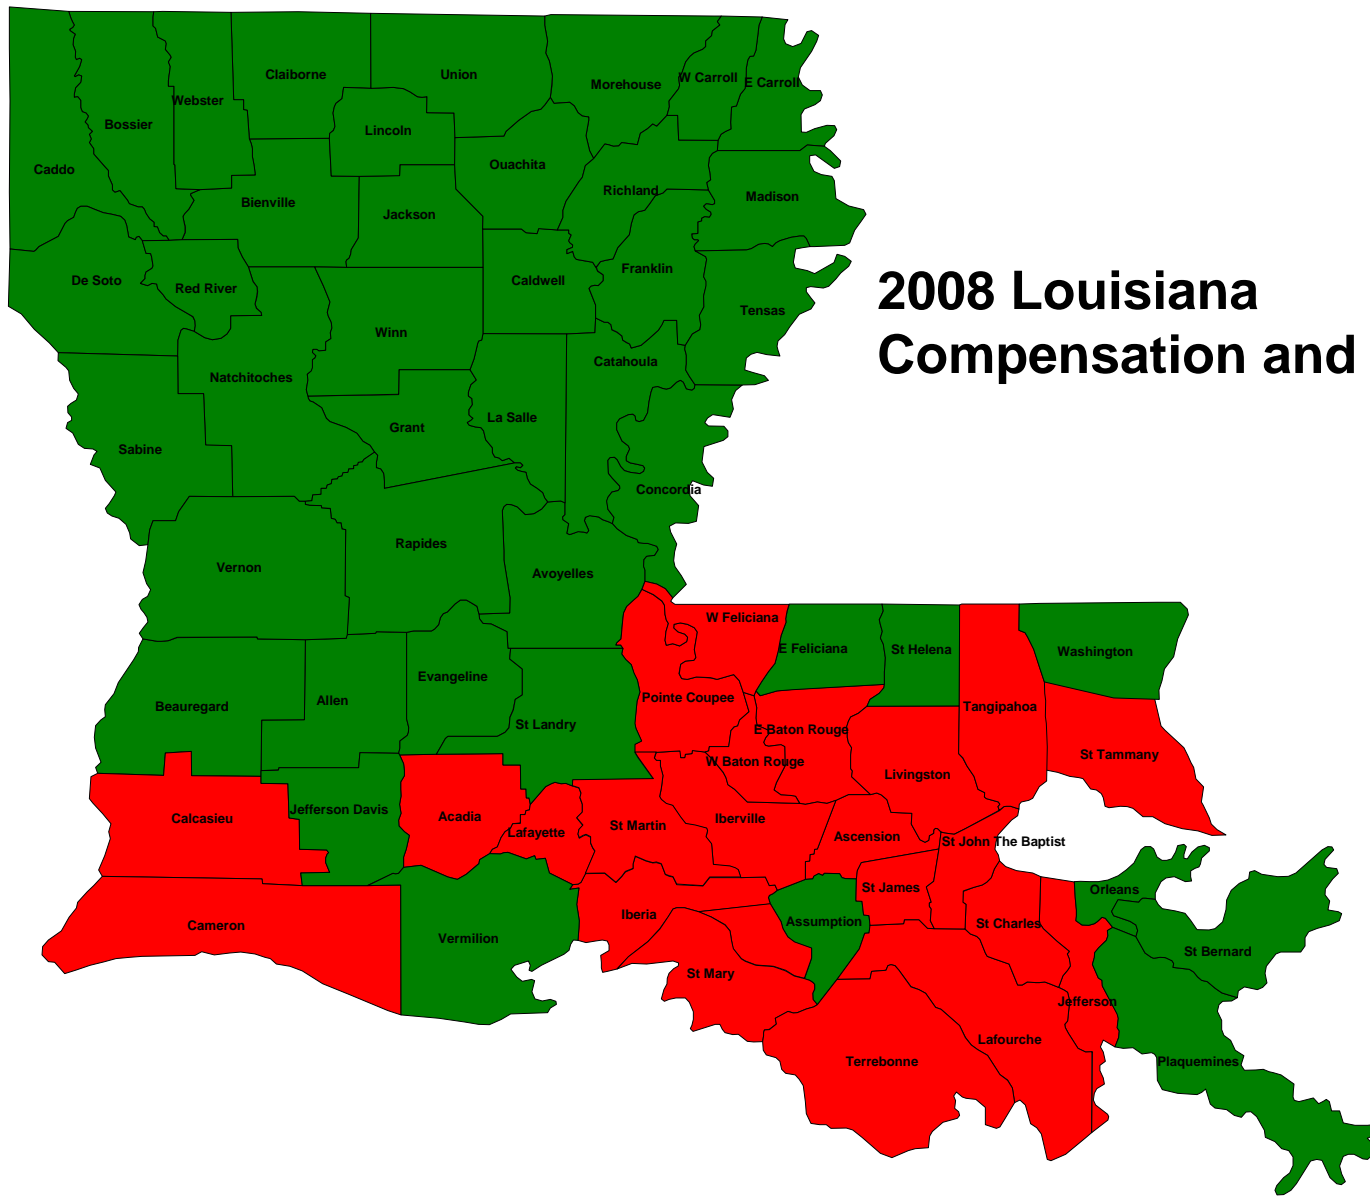 Claiborne
Union
Morehouse
W Carroll
E Carroll
Webster
Bossier
Lincoln
Caddo
Ouachita
Richland
Madison
Bienville
Jackson
De Soto
Red River
Caldwell
Franklin
Tensas
2008 Louisiana
Compensation and
Winn
Natchitoches
Catahoula
Sabine
Grant
La Salle
Concordia
Vernon
Rapides
Avoyelles
W Feliciana
E Feliciana
St Helena
Washington
Beauregard
Allen
Evangeline
St Landry
Pointe Coupee
Tangipahoa
E Baton Rouge
W Baton Rouge
St Tammany
Livingston
Calcasieu
Jefferson Davis
Acadia
Lafayette
St Martin
Iberville
Ascension
St John The Baptist
St James
Orleans
Cameron
Vermilion
Iberia
Assumption
St Charles
St Bernard
St Mary
Jefferson
Lafourche
Terrebonne
Plaquemines